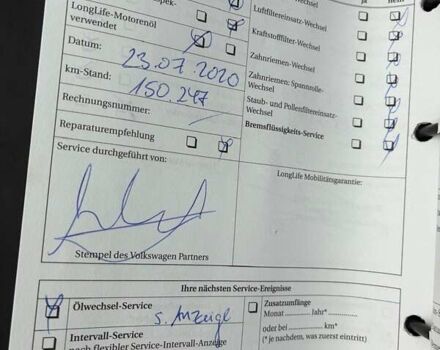 LongLife-Motorenöl
verwendet
Datum: 23.07.2020
km-Stand: 150.247
Rechnungsnummer:
Reparaturempfehlung
Service durchgeführt von:
Stempel des Volkswagen Partners
ja nein
Luftfiltereinsatz-Wechsel
Kraftstofffilter-Wechsel
Zahnriemen-Wechsel
Zahnriemen: Spannrolle-
Wechsel
Staub- und Pollenfiltereinsatz-
Wechsel
Bremsflüssigkeits-Service
LongLife Mobilitätsgarantie:
Ihre nächsten Service-Ereignisse
Ölwechsel-Service
s. Anzeige
Intervall-Service
nach flexibler Service-Intervall-Anzeige
Zusatzumfänge
Monat Jahr*
oder bei km*
(* je nachdem, was zuerst eintritt)